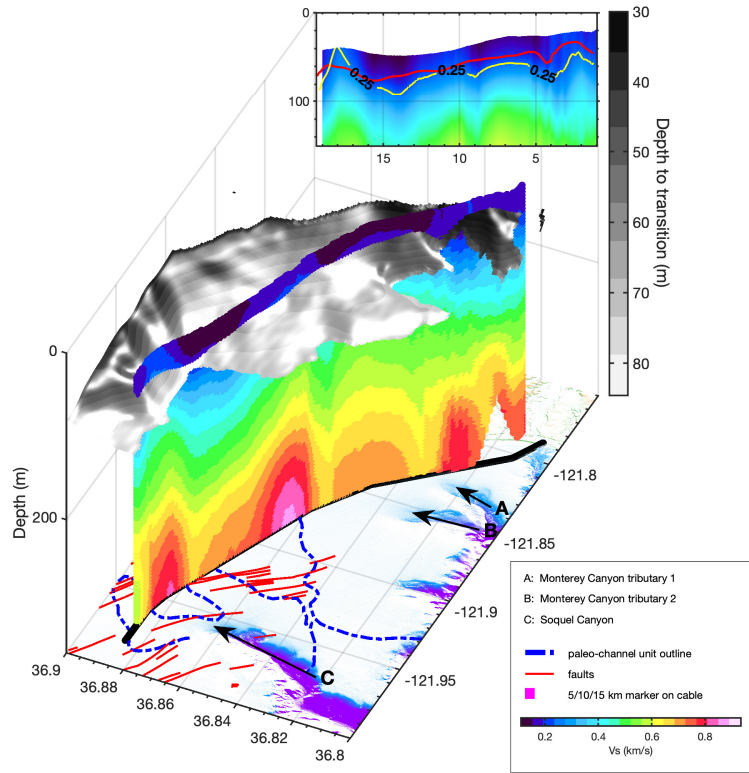 0
100
0.25
0.25
0.25
15
10
5
30
40
50
60
70
80
Depth to transition (m)
0
200
Depth (m)
36.9
36.88
36.86
36.84
36.82
36.8
-121.8
-121.85
-121.9
-121.95
A
B
C
A: Monterey Canyon tributary 1
B: Monterey Canyon tributary 2
C: Soquel Canyon
paleo-channel unit outline
faults
5/10/15 km marker on cable
0.2 0.4 0.6 0.8
Vs (km/s)